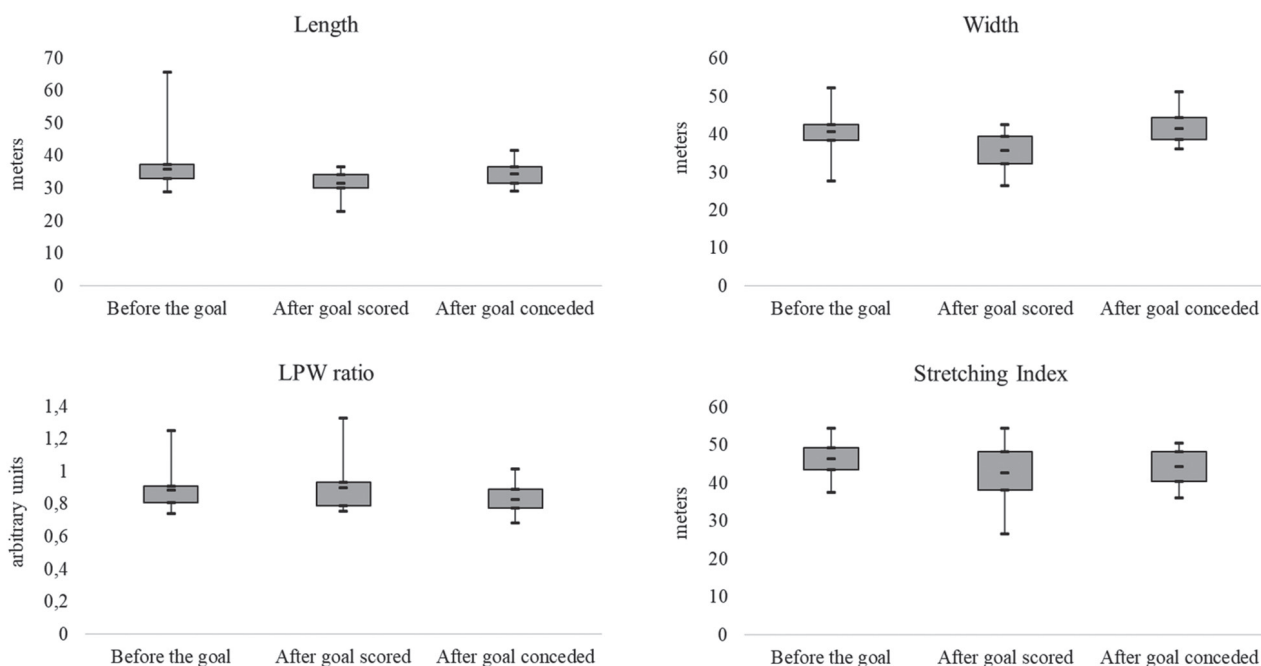 Length
70
60
50
40
30
20
10
0
meters
Before the goal After goal scored After goal conceded
Width
60
50
40
30
20
10
0
meters
Before the goal After goal scored After goal conceded
LPW ratio
1,4
1,2
1
0,8
0,6
0,4
0,2
0
arbitrary units
Before the goal After goal scored After goal conceded
Stretching Index
60
50
40
30
20
10
0
meters
Before the goal After goal scored After goal conceded